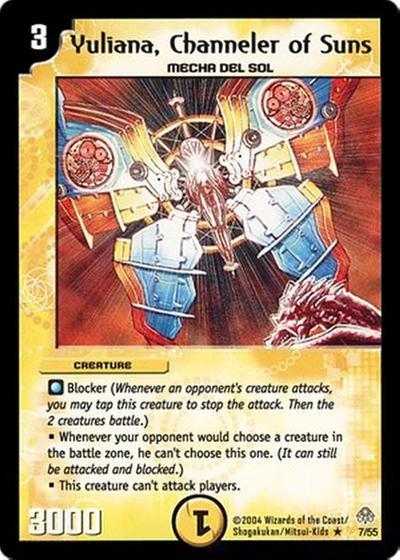 3 Yuliana, Channeler of Suns
MECHA DEL SOL
CREATURE
Blocker (Whenever an opponent's creature attacks,
you may tap this creature to stop the attack. Then the
2 creatures battle.)
▪ Whenever your opponent would choose a creature in
the battle zone, he can't choose this one. (It can still
be attacked and blocked.)
▪ This creature can't attack players.
3000
1
©2004 Wizards of the Coast/
Shogakukan/Mitsui-Kids ★ 7/55